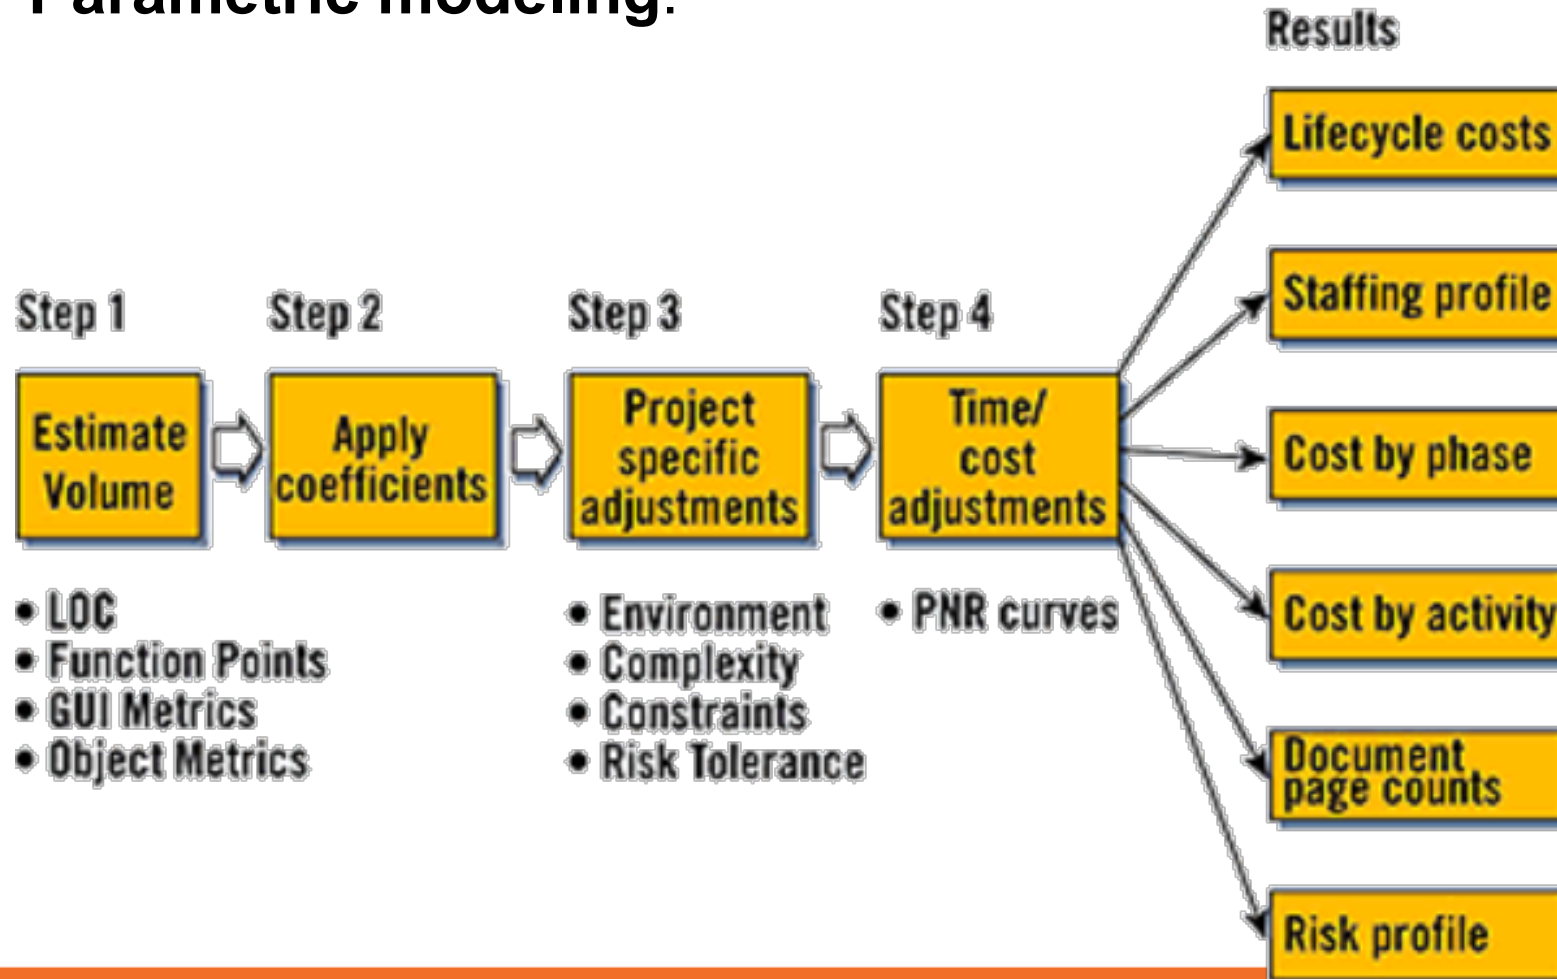 Parametric modeling:
Results
Lifecycle costs
Staffing profile
Cost by phase
Cost by activity
Document
page counts
Risk profile
Step 1
Estimate
Volume
• LOC
• Function Points
• GUI Metrics
• Object Metrics
Step 2
Apply
coefficients
Step 3
Project
specific
adjustments
• Environment
• Complexity
• Constraints
• Risk Tolerance
Step 4
Time/
cost
adjustments
• PNR curves